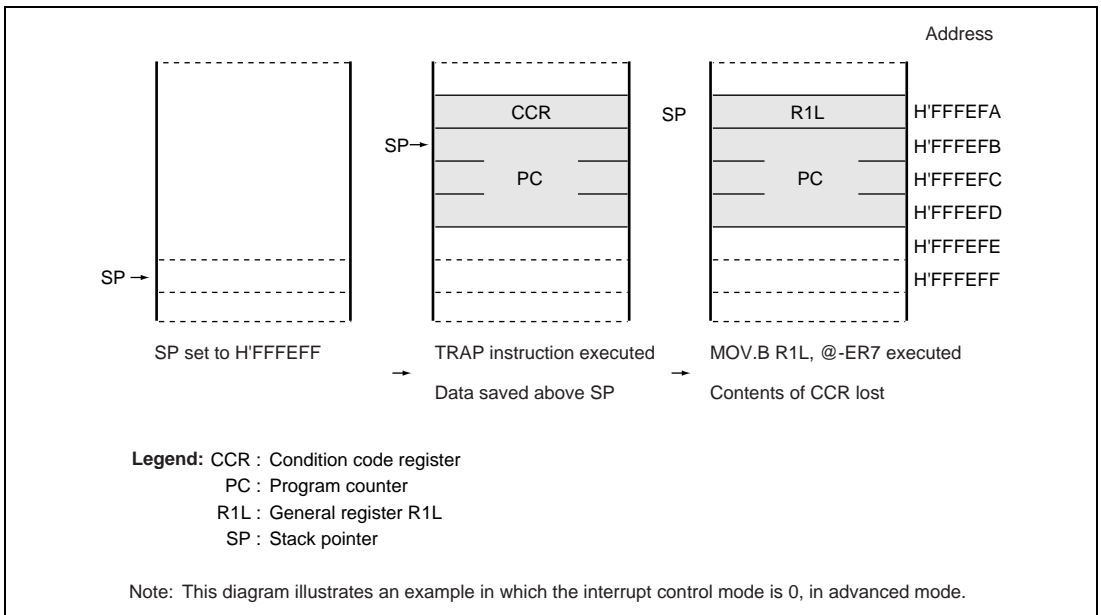 Address
CCR SP R1L H'FFFEFA
SP→ H'FFFEFB
PC PC H'FFFEFC
H'FFFEFD
H'FFFEFE
SP→ H'FFFEFF
SP set to H'FFFEFF TRAP instruction executed MOV.B R1L, @-ER7 executed
→ →
Data saved above SP Contents of CCR lost
Legend: CCR : Condition code register
PC : Program counter
R1L : General register R1L
SP : Stack pointer
Note: This diagram illustrates an example in which the interrupt control mode is 0, in advanced mode.